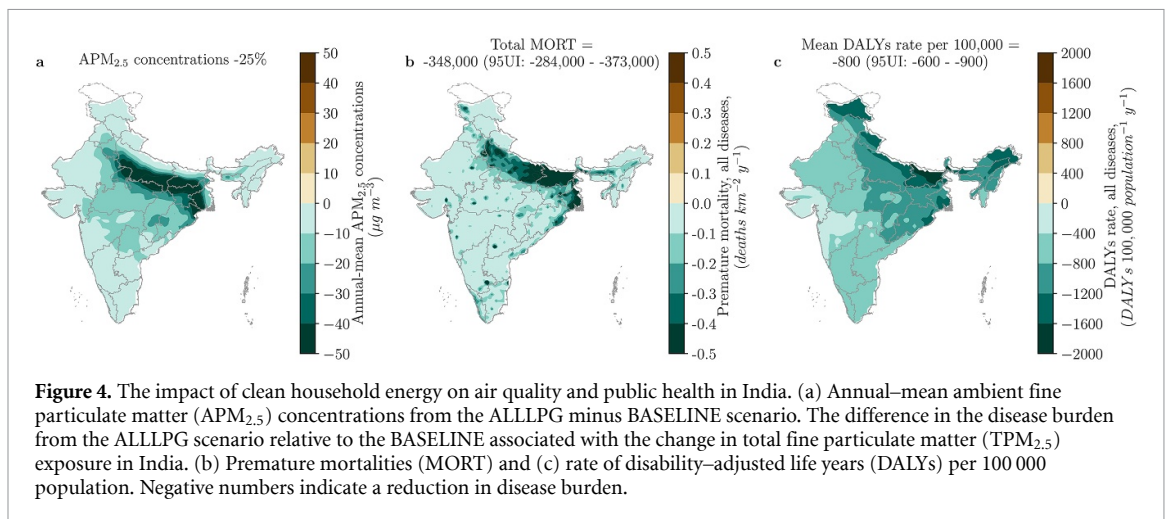 a
APM2.5 concentrations -25%
50
40
30
20
10
0
−10
−20
−30
−40
−50
Annual-mean APM2.5 concentrations
(μg m−3)
b
Total MORT =
-348,000 (95UI: -284,000 - -373,000)
0.5
0.4
0.3
0.2
0.1
0.0
-0.1
-0.2
-0.3
-0.4
-0.5
Premature mortality, all diseases,
(deaths km−2 y−1)
c
Mean DALYs rate per 100,000 =
-800 (95UI: -600 - -900)
2000
1600
1200
800
400
0
−400
−800
−1200
−1600
−2000
DALYs rate, all diseases,
(DALYs 100,000 population−1 y−1)
Figure 4. The impact of clean household energy on air quality and public health in India. (a) Annual–mean ambient fine
particulate matter (APM2.5) concentrations from the ALLLPG minus BASELINE scenario. The difference in the disease burden
from the ALLLPG scenario relative to the BASELINE associated with the change in total fine particulate matter (TPM2.5)
exposure in India. (b) Premature mortalities (MORT) and (c) rate of disability–adjusted life years (DALYs) per 100 000
population. Negative numbers indicate a reduction in disease burden.